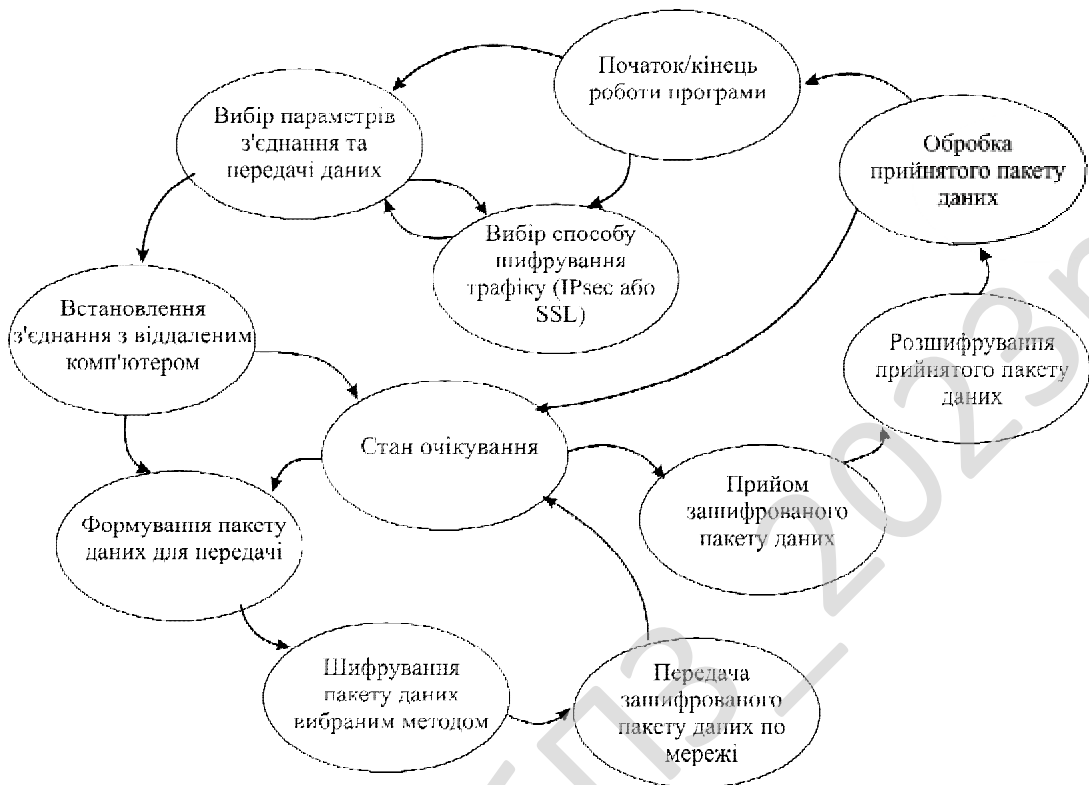 Початок/кінець
роботи програми
Вибір параметрів
з'єднання та
передачі даних
Обробка
прийнятого пакету
даних
Вибір способу
шифрування
трафіку (IPsec або
SSL)
Встановлення
з'єднання з віддаленим
комп'ютером
Розшифрування
прийнятого пакету
даних
Стан очікування
Прийом
зашифрованого
пакету даних
Формування пакету
даних для передачі
Шифрування
пакету даних
вибраним методом
Передача
зашифрованого
пакету даних по
мережі